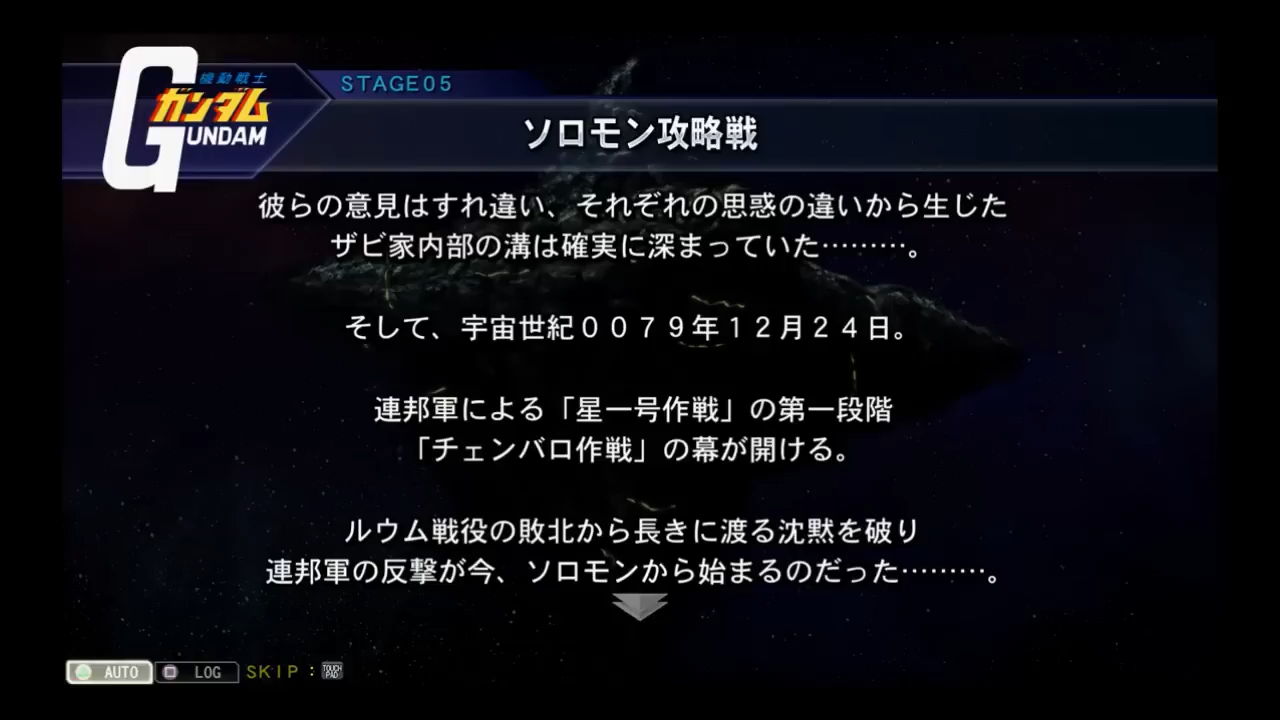 機動戦士
ガンダム
GUNDAM
STAGE05
ソロモン攻略戦
彼らの意見はすれ違い、それぞれの思惑の違いから生じた
ザビ家内部の溝は確実に深まっていた………。
そして、宇宙世紀００７９年１２月２４日。
連邦軍による「星一号作戦」の第一段階
「チェンバロ作戦」の幕が開ける。
ルウム戦役の敗北から長きに渡る沈黙を破り
連邦軍の反撃が今、ソロモンから始まるのだった………。
AUTO LOG SKIP：TOUCH PAD